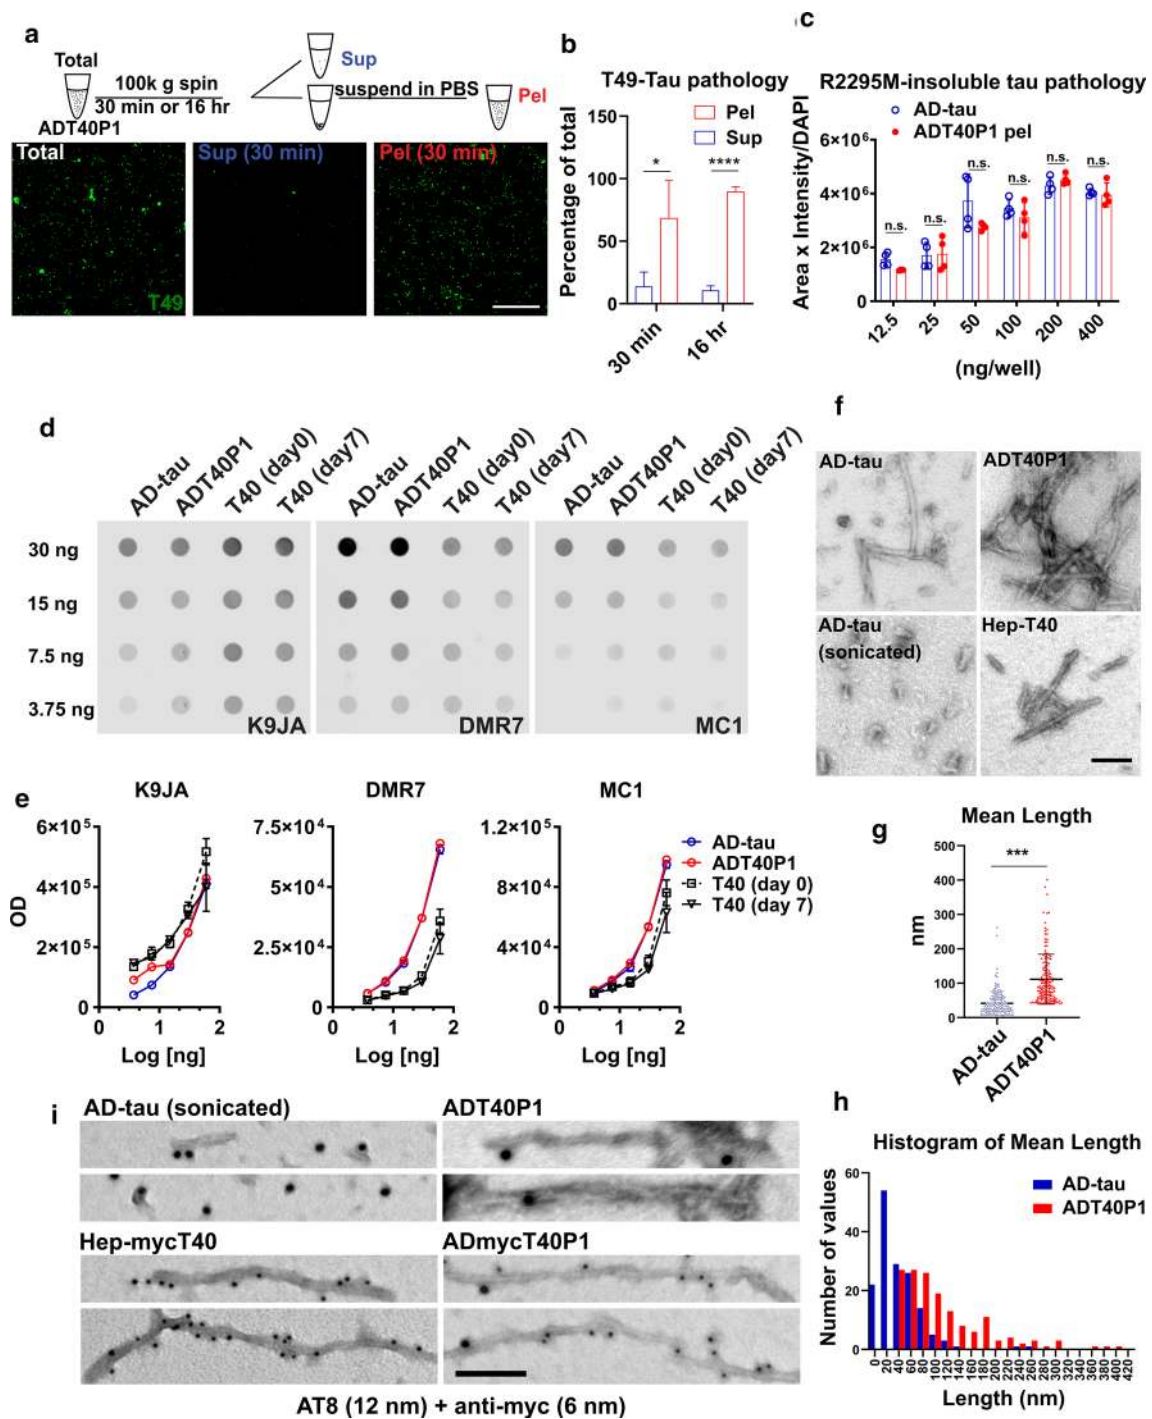 a
Total
Sup
100k g spin
suspend in PBS
Pel
30 min or 16 hr
ADT40P1
Total
Sup (30 min)
Pel (30 min)
T49
b
T49-Tau pathology
Pel
Sup
Percentage of total
150
100
50
0
*
****
30 min
16 hr
c
R2295M-insoluble tau pathology
AD-tau
ADT40P1 pel
Area x Intensity/DAPI
6×10⁶
4×10⁶
2×10⁶
0
n.s.
n.s.
n.s.
n.s.
n.s.
n.s.
12.5
25
50
100
200
400
(ng/well)
d
AD-tau
ADT40P1
T40 (day0)
T40 (day7)
AD-tau
ADT40P1
T40 (day0)
T40 (day7)
AD-tau
ADT40P1
T40 (day0)
T40 (day7)
30 ng
15 ng
7.5 ng
3.75 ng
K9JA
DMR7
MC1
e
K9JA
OD
6×10⁵
4×10⁵
2×10⁵
0
0
1
2
Log [ng]
DMR7
7.5×10⁴
5×10⁴
2.5×10⁴
0
0
1
2
Log [ng]
MC1
1.2×10⁵
8×10⁴
4×10⁴
0
0
1
2
Log [ng]
AD-tau
ADT40P1
T40 (day 0)
T40 (day 7)
f
AD-tau
ADT40P1
AD-tau
(sonicated)
Hep-T40
g
Mean Length
nm
500
400
300
200
100
0
***
AD-tau
ADT40P1
h
Histogram of Mean Length
AD-tau
ADT40P1
Number of values
60
40
20
0
0
20
40
60
80
100
120
140
160
180
200
220
240
260
280
300
320
340
360
380
400
420
Length (nm)
i
AD-tau (sonicated)
ADT40P1
Hep-mycT40
ADmycT40P1
AT8 (12 nm) + anti-myc (6 nm)